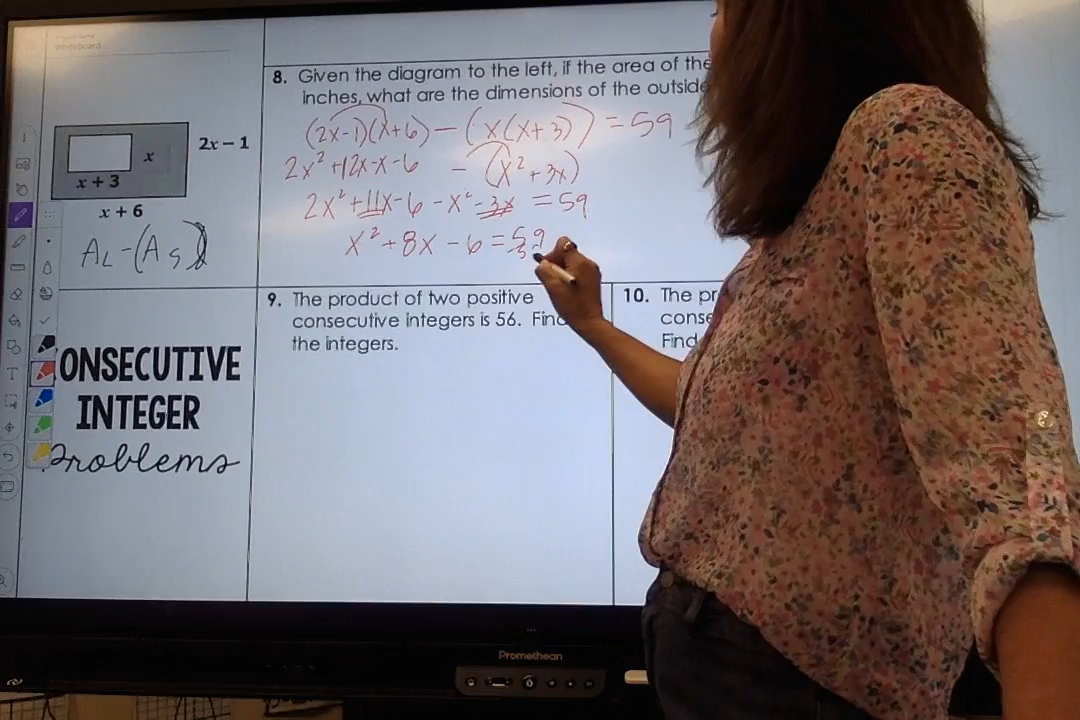 Whiteboard
8. Given the diagram to the left, if the area of the
inches, what are the dimensions of the outside
(2x-1)(x+6) - (x(x+3)) = 59
2x² +12x-x-6 - (x² + 3x)
2x² + 11x - 6 - x² - 3x = 59
x² + 8x - 6 = 59
2x – 1
x
x + 3
x + 6
A_L - (A_S)
9. The product of two positive
consecutive integers is 56. Find
the integers.
10. The pr
conse
Find
ONSECUTIVE
INTEGER
Problems
Promethean